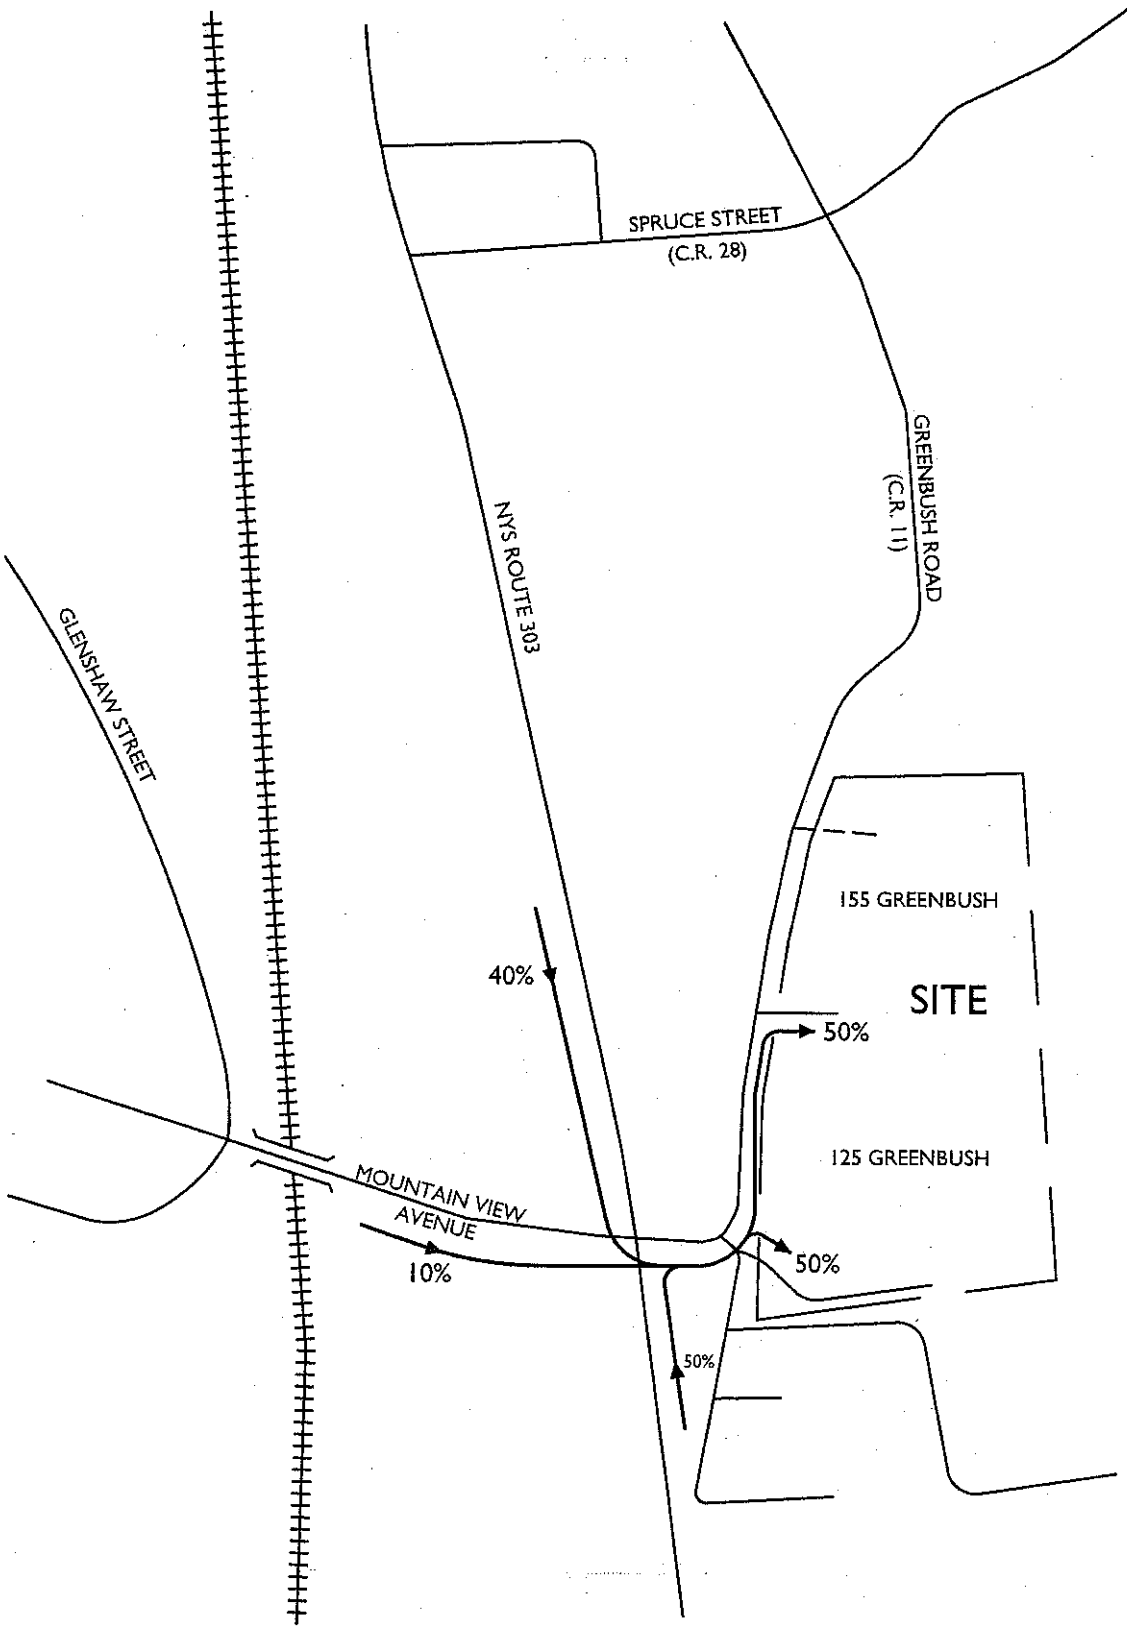 SPRUCE STREET
(C.R. 28)
GREENBUSH ROAD
(C.R. 11)
NYS ROUTE 303
GLENSHAW STREET
155 GREENBUSH
40%
SITE
50%
125 GREENBUSH
MOUNTAIN VIEW
AVENUE
10%
50%
50%